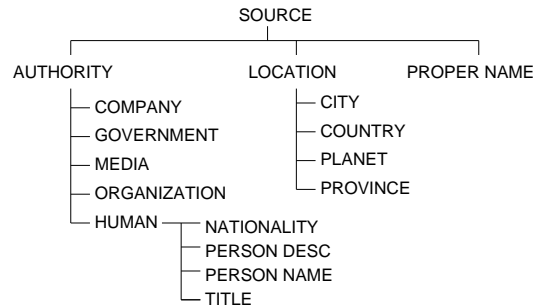 SOURCE
AUTHORITY LOCATION PROPER NAME
COMPANY
GOVERNMENT
MEDIA
ORGANIZATION
HUMAN
NATIONALITY
PERSON DESC
PERSON NAME
TITLE
CITY
COUNTRY
PLANET
PROVINCE